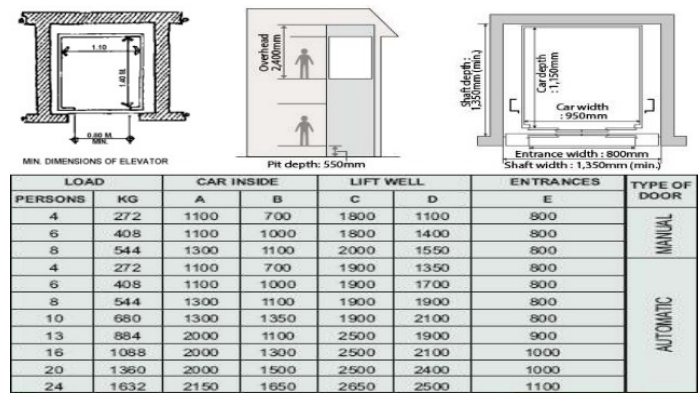 1.10
1.40 M.
0.80 M.
MIN.
MIN. DIMENSIONS OF ELEVATOR
Overhead
2,400mm
Pit depth: 550mm
Shaft depth :
1,350mm (min.)
Car depth
: 1,150mm
Car width
: 950mm
Entrance width : 800mm
Shaft width : 1,350mm (min.)
LOAD CAR INSIDE LIFT WELL ENTRANCES TYPE OF DOOR
PERSONS KG A B C D E
4 272 1100 700 1800 1100 800 MANUAL
6 408 1100 1000 1800 1400 800
8 544 1300 1100 2000 1550 800
4 272 1100 700 1900 1350 800 AUTOMATIC
6 408 1100 1000 1900 1700 800
8 544 1300 1100 1900 1900 800
10 680 1300 1350 1900 2100 800
13 884 2000 1100 2500 1900 900
16 1088 2000 1300 2500 2100 1000
20 1360 2000 1500 2500 2400 1000
24 1632 2150 1650 2650 2500 1100